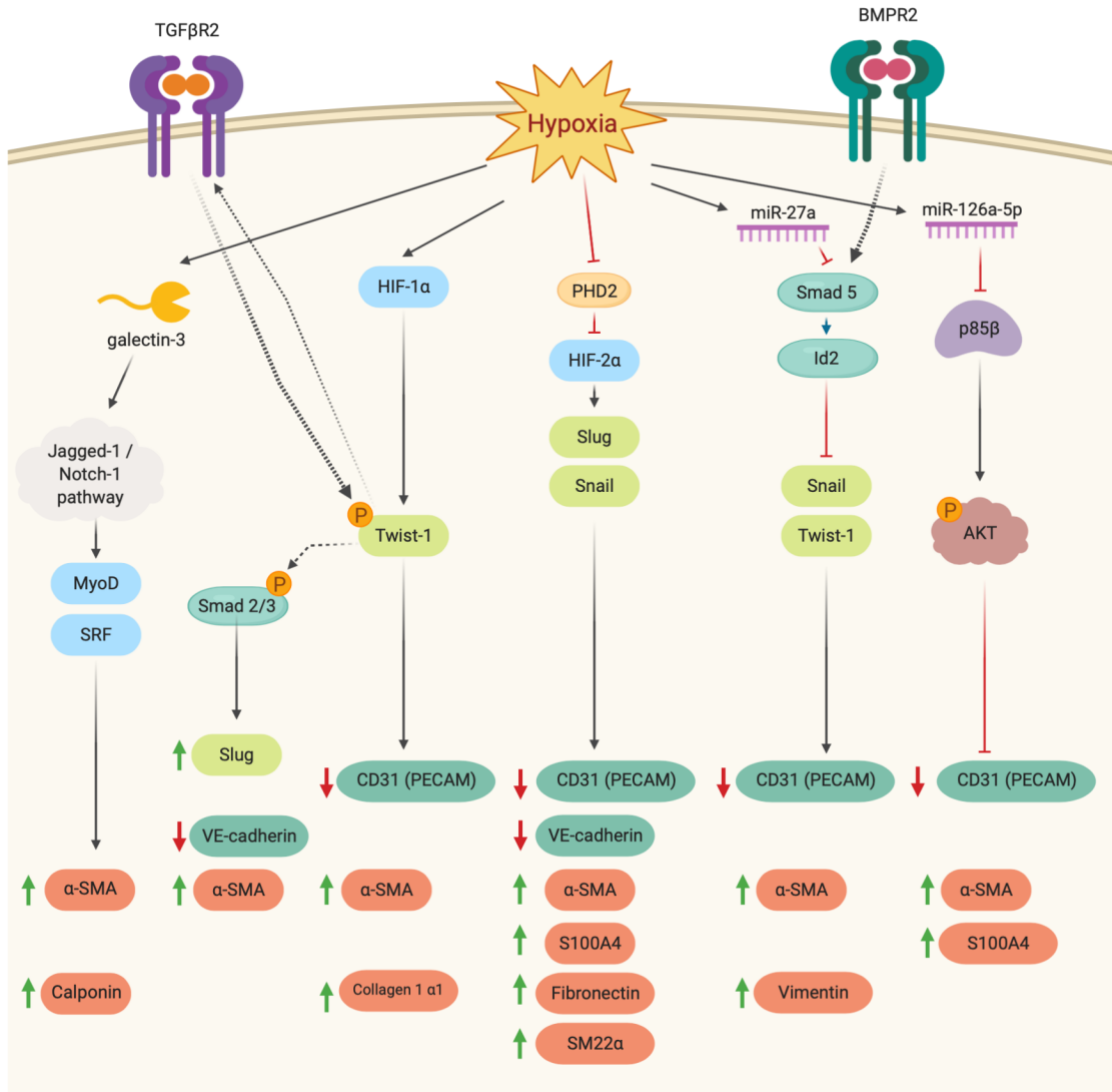 TGFβR2
BMPR2
Hypoxia
miR-27a
miR-126a-5p
galectin-3
HIF-1α
PHD2
Smad 5
p85β
HIF-2α
Id2
Jagged-1 /
Notch-1
pathway
Slug
Snail
Snail
P
Twist-1
Twist-1
P
AKT
MyoD
SRF
P
Smad 2/3
Slug
CD31 (PECAM)
CD31 (PECAM)
CD31 (PECAM)
CD31 (PECAM)
VE-cadherin
VE-cadherin
α-SMA
α-SMA
α-SMA
α-SMA
α-SMA
α-SMA
S100A4
S100A4
Calponin
Collagen 1 α1
Fibronectin
Vimentin
SM22α